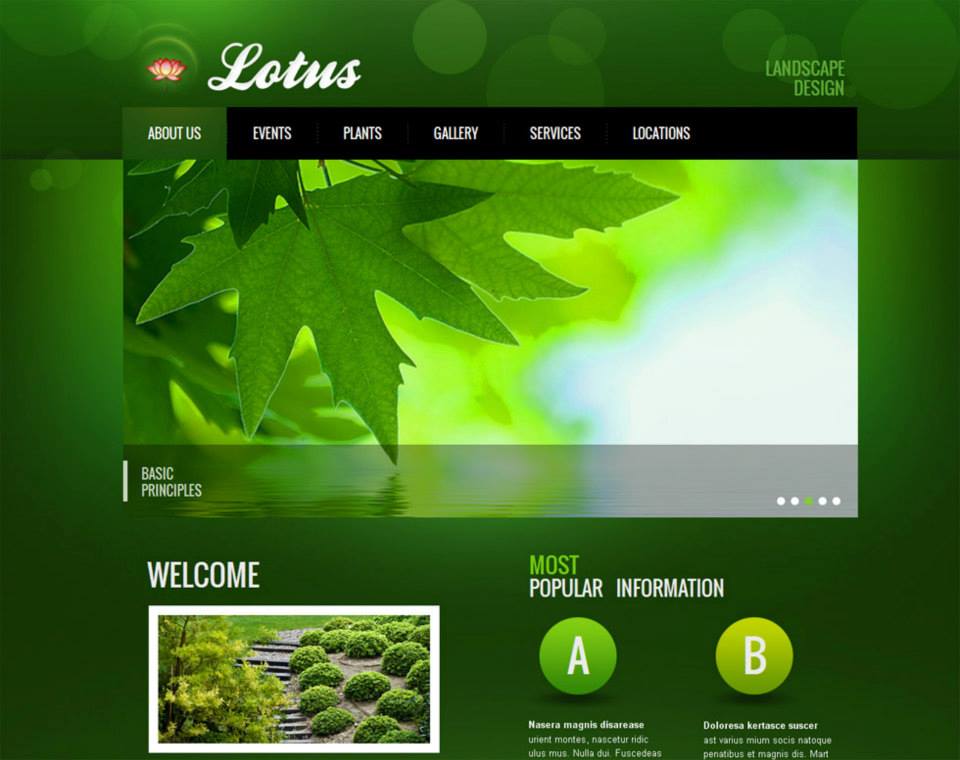 Lotus
LANDSCAPE
DESIGN
ABOUT US EVENTS PLANTS GALLERY SERVICES LOCATIONS
BASIC
PRINCIPLES
WELCOME
MOST
POPULAR INFORMATION
A B
Nasera magnis disarease
urient montes, nascetur ridic
ulus mus. Nulla dui. Fuscedeas
Doloresa kertasce suscer
ast varius mium socis natoque
penatibus et magnis dis. Mart